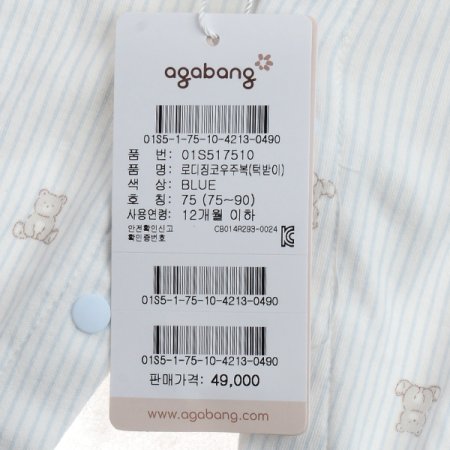 agabang
01S5-1-75-10-4213-0490
품 번: 01S517510
품 명: 로디짐코우주복(턱받이)
색 상: BLUE
호 칭: 75 (75~90)
사용연령: 12개월 이하
안전확인신고
확인증번호
CB014R293-0024
01S5-1-75-10-4213-0490
01S5-1-75-10-4213-0490
판매가격: 49,000
www.agabang.com